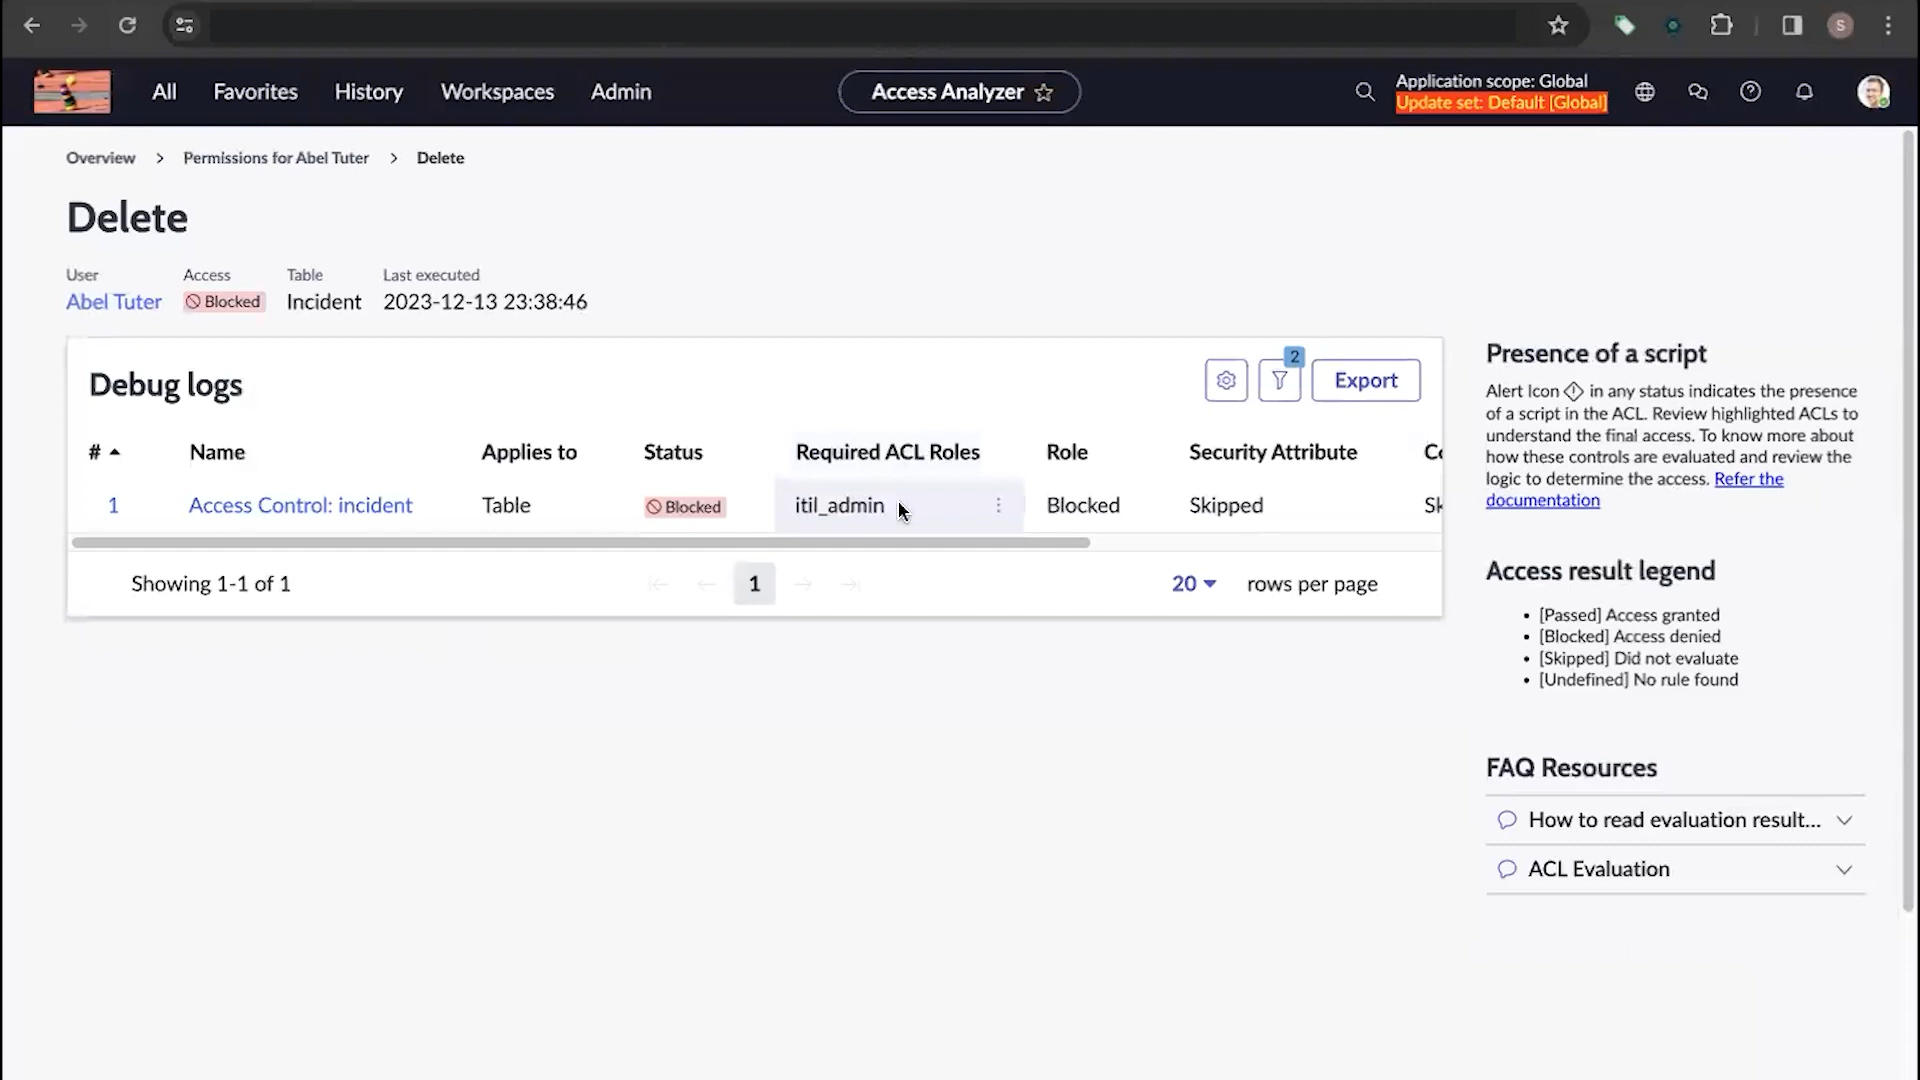 S
All Favorites History Workspaces Admin Access Analyzer Application scope: Global
Update set: Default [Global]
Overview > Permissions for Abel Tuter > Delete
Delete
User Access Table Last executed
Abel Tuter Blocked Incident 2023-12-13 23:38:46
Debug logs
2
Export
# Name Applies to Status Required ACL Roles Role Security Attribute Co
1 Access Control: incident Table Blocked itil_admin Blocked Skipped Sk
Showing 1-1 of 1 1 20 rows per page
Presence of a script
Alert Icon in any status indicates the presence
of a script in the ACL. Review highlighted ACLs to
understand the final access. To know more about
how these controls are evaluated and review the
logic to determine the access. Refer the
documentation
Access result legend
• [Passed] Access granted
• [Blocked] Access denied
• [Skipped] Did not evaluate
• [Undefined] No rule found
FAQ Resources
How to read evaluation result...
ACL Evaluation